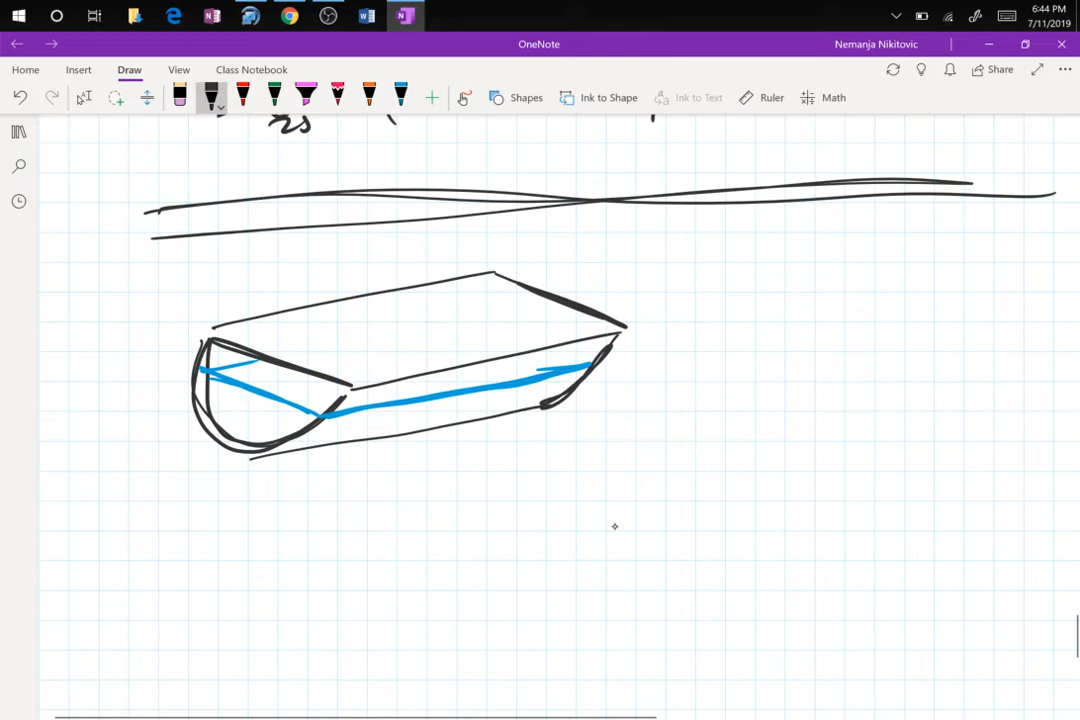 6:44 PM
7/11/2019
OneNote
Nemanja Nikitovic
Home Insert Draw View Class Notebook
Share
Shapes Ink to Shape Ink to Text Ruler Math